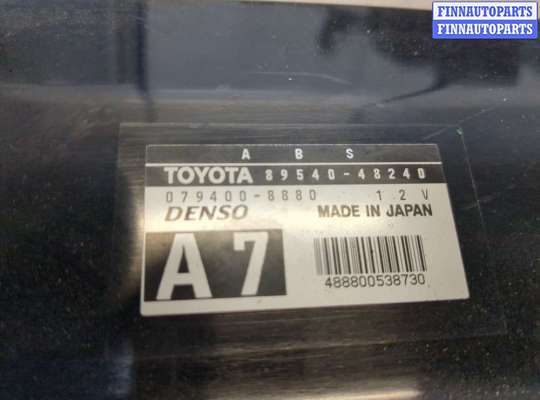 FINNAUTOPARTS
FINNAUTOPARTS
A B S
TOYOTA 89540-48240
079400-8880 12V
DENSO MADE IN JAPAN
A7
488800538730